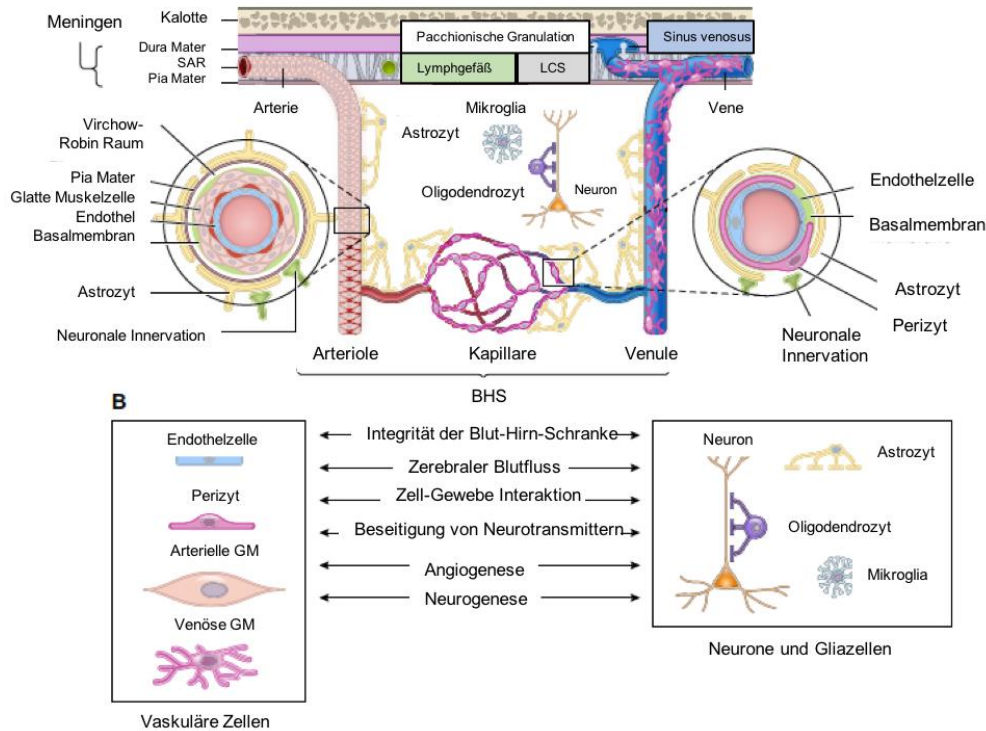 Meningen
Kalotte
Dura Mater
SAR
Pia Mater
Pacchionische Granulation
Sinus venosus
Lymphgefäß
LCS
Arterie
Vene
Mikroglia
Astrozyt
Oligodendrozyt
Neuron
Virchow-
Robin Raum
Pia Mater
Glatte Muskelzelle
Endothel
Basalmembran
Astrozyt
Neuronale Innervation
Endothelzelle
Basalmembran
Astrozyt
Perizyt
Neuronale
Innervation
Arteriole
Kapillare
Venule
BHS
B
Endothelzelle
Perizyt
Arterielle GM
Venöse GM
Vaskuläre Zellen
Integrität der Blut-Hirn-Schranke
Zerebraler Blutfluss
Zell-Gewebe Interaktion
Beseitigung von Neurotransmittern
Angiogenese
Neurogenese
Neuron
Astrozyt
Oligodendrozyt
Mikroglia
Neurone und Gliazellen